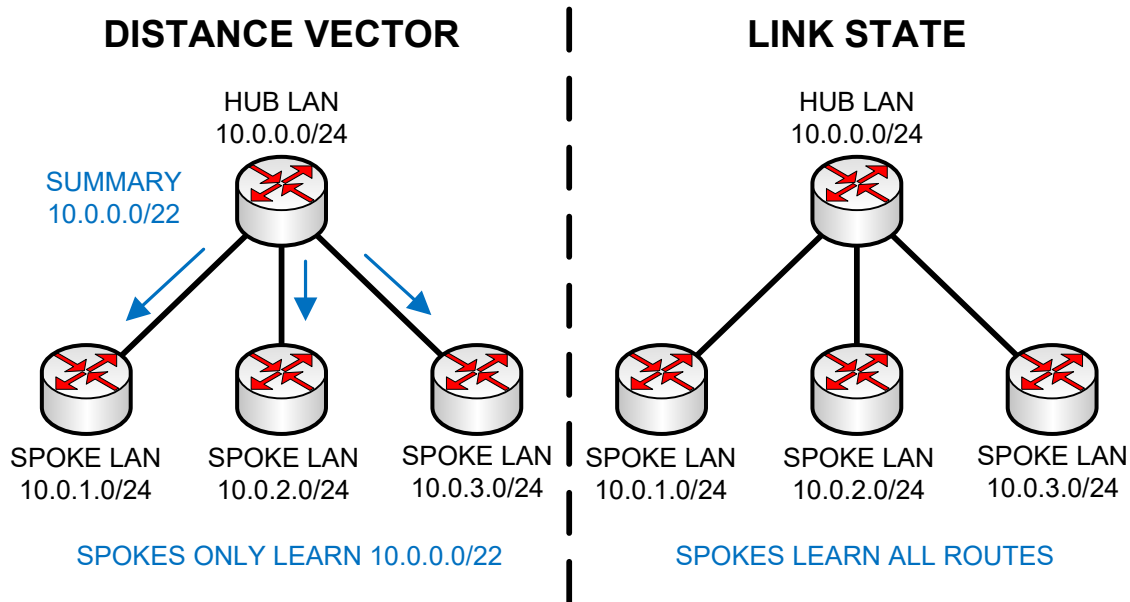 DISTANCE VECTOR
HUB LAN
10.0.0.0/24
SUMMARY
10.0.0.0/22
SPOKE LAN
10.0.1.0/24
SPOKE LAN
10.0.2.0/24
SPOKE LAN
10.0.3.0/24
SPOKES ONLY LEARN 10.0.0.0/22
LINK STATE
HUB LAN
10.0.0.0/24
SPOKE LAN
10.0.1.0/24
SPOKE LAN
10.0.2.0/24
SPOKE LAN
10.0.3.0/24
SPOKES LEARN ALL ROUTES